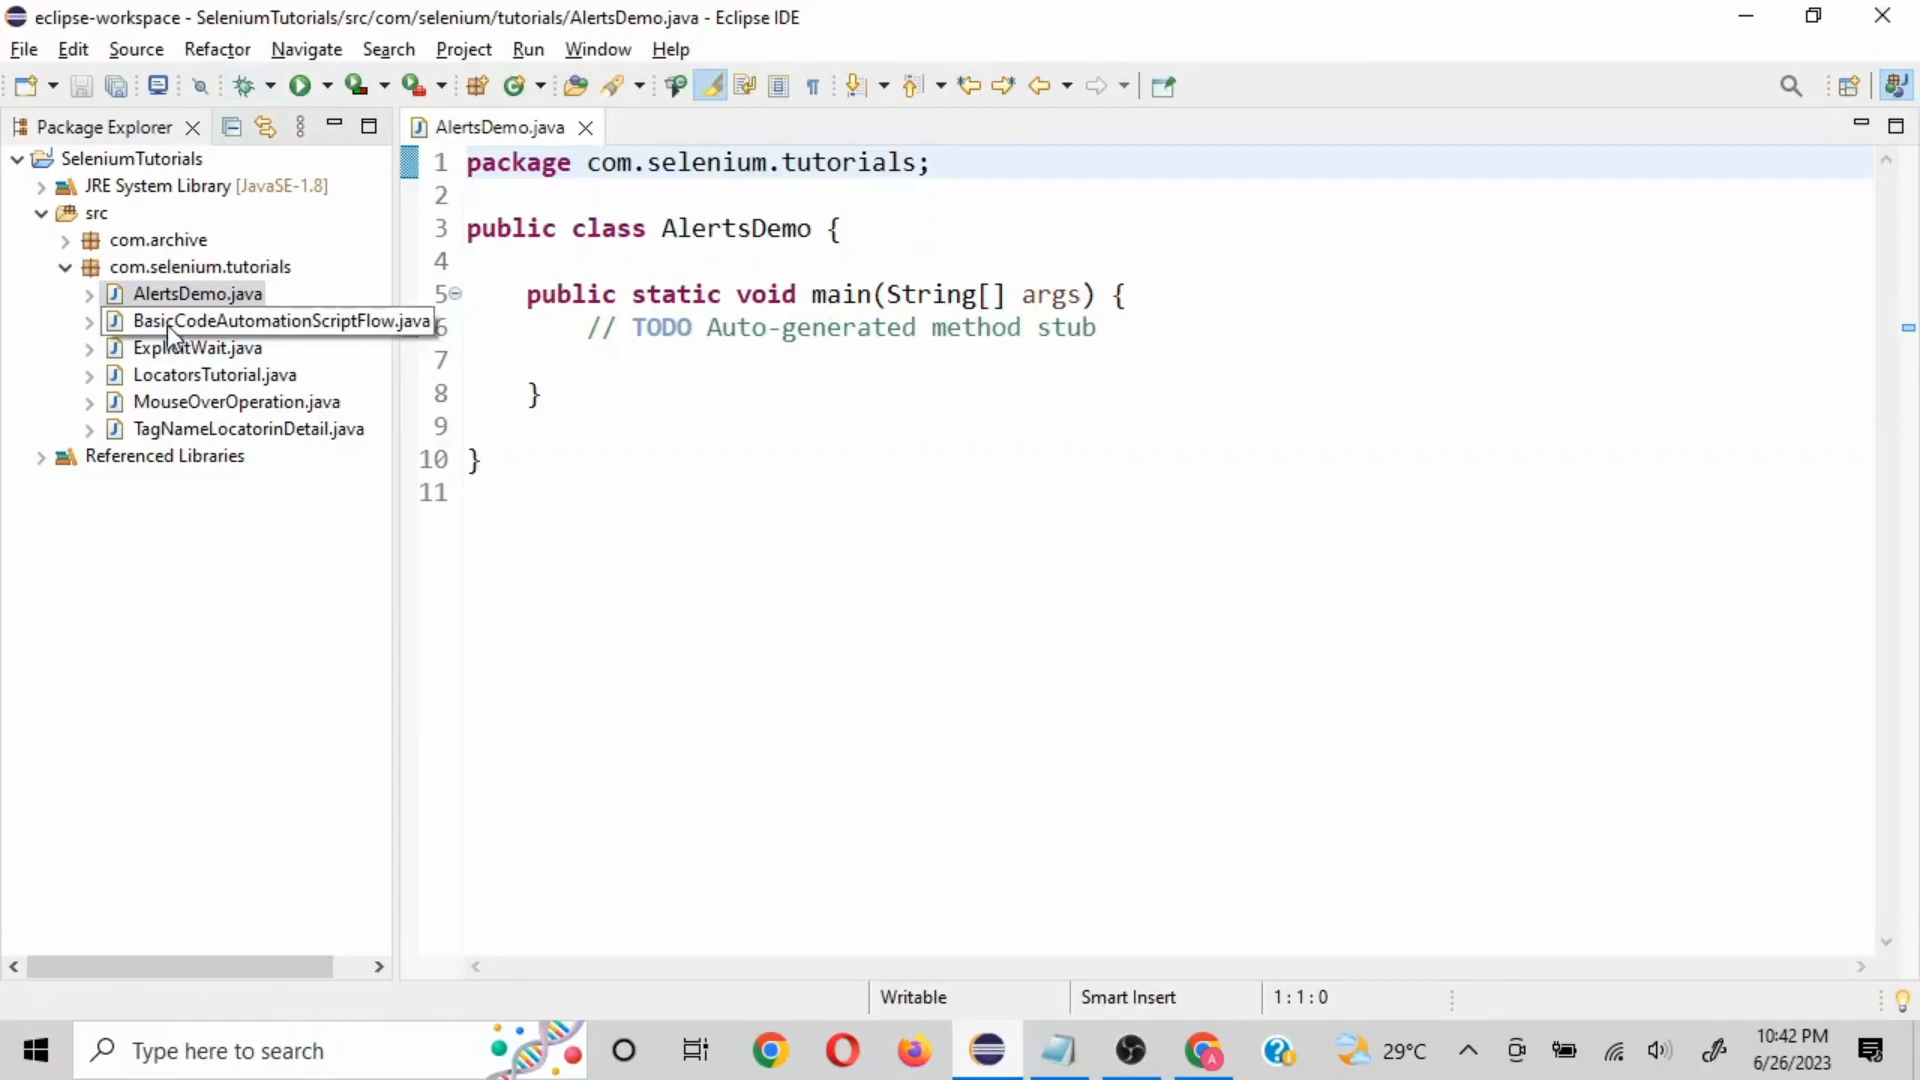 eclipse-workspace - SeleniumTutorials/src/com/selenium/tutorials/AlertsDemo.java - Eclipse IDE
File Edit Source Refactor Navigate Search Project Run Window Help
Package Explorer
AlertsDemo.java
SeleniumTutorials
JRE System Library [JavaSE-1.8]
src
com.archive
com.selenium.tutorials
AlertsDemo.java
BasicCodeAutomationScriptFlow.java
ExplicitWait.java
LocatorsTutorial.java
MouseOverOperation.java
TagNameLocatorinDetail.java
Referenced Libraries
1 package com.selenium.tutorials;
2
3 public class AlertsDemo {
4
5 public static void main(String[] args) {
6 // TODO Auto-generated method stub
7
8 }
9
10 }
11
Writable Smart Insert 1 : 1 : 0
Type here to search
29°C
10:42 PM
6/26/2023